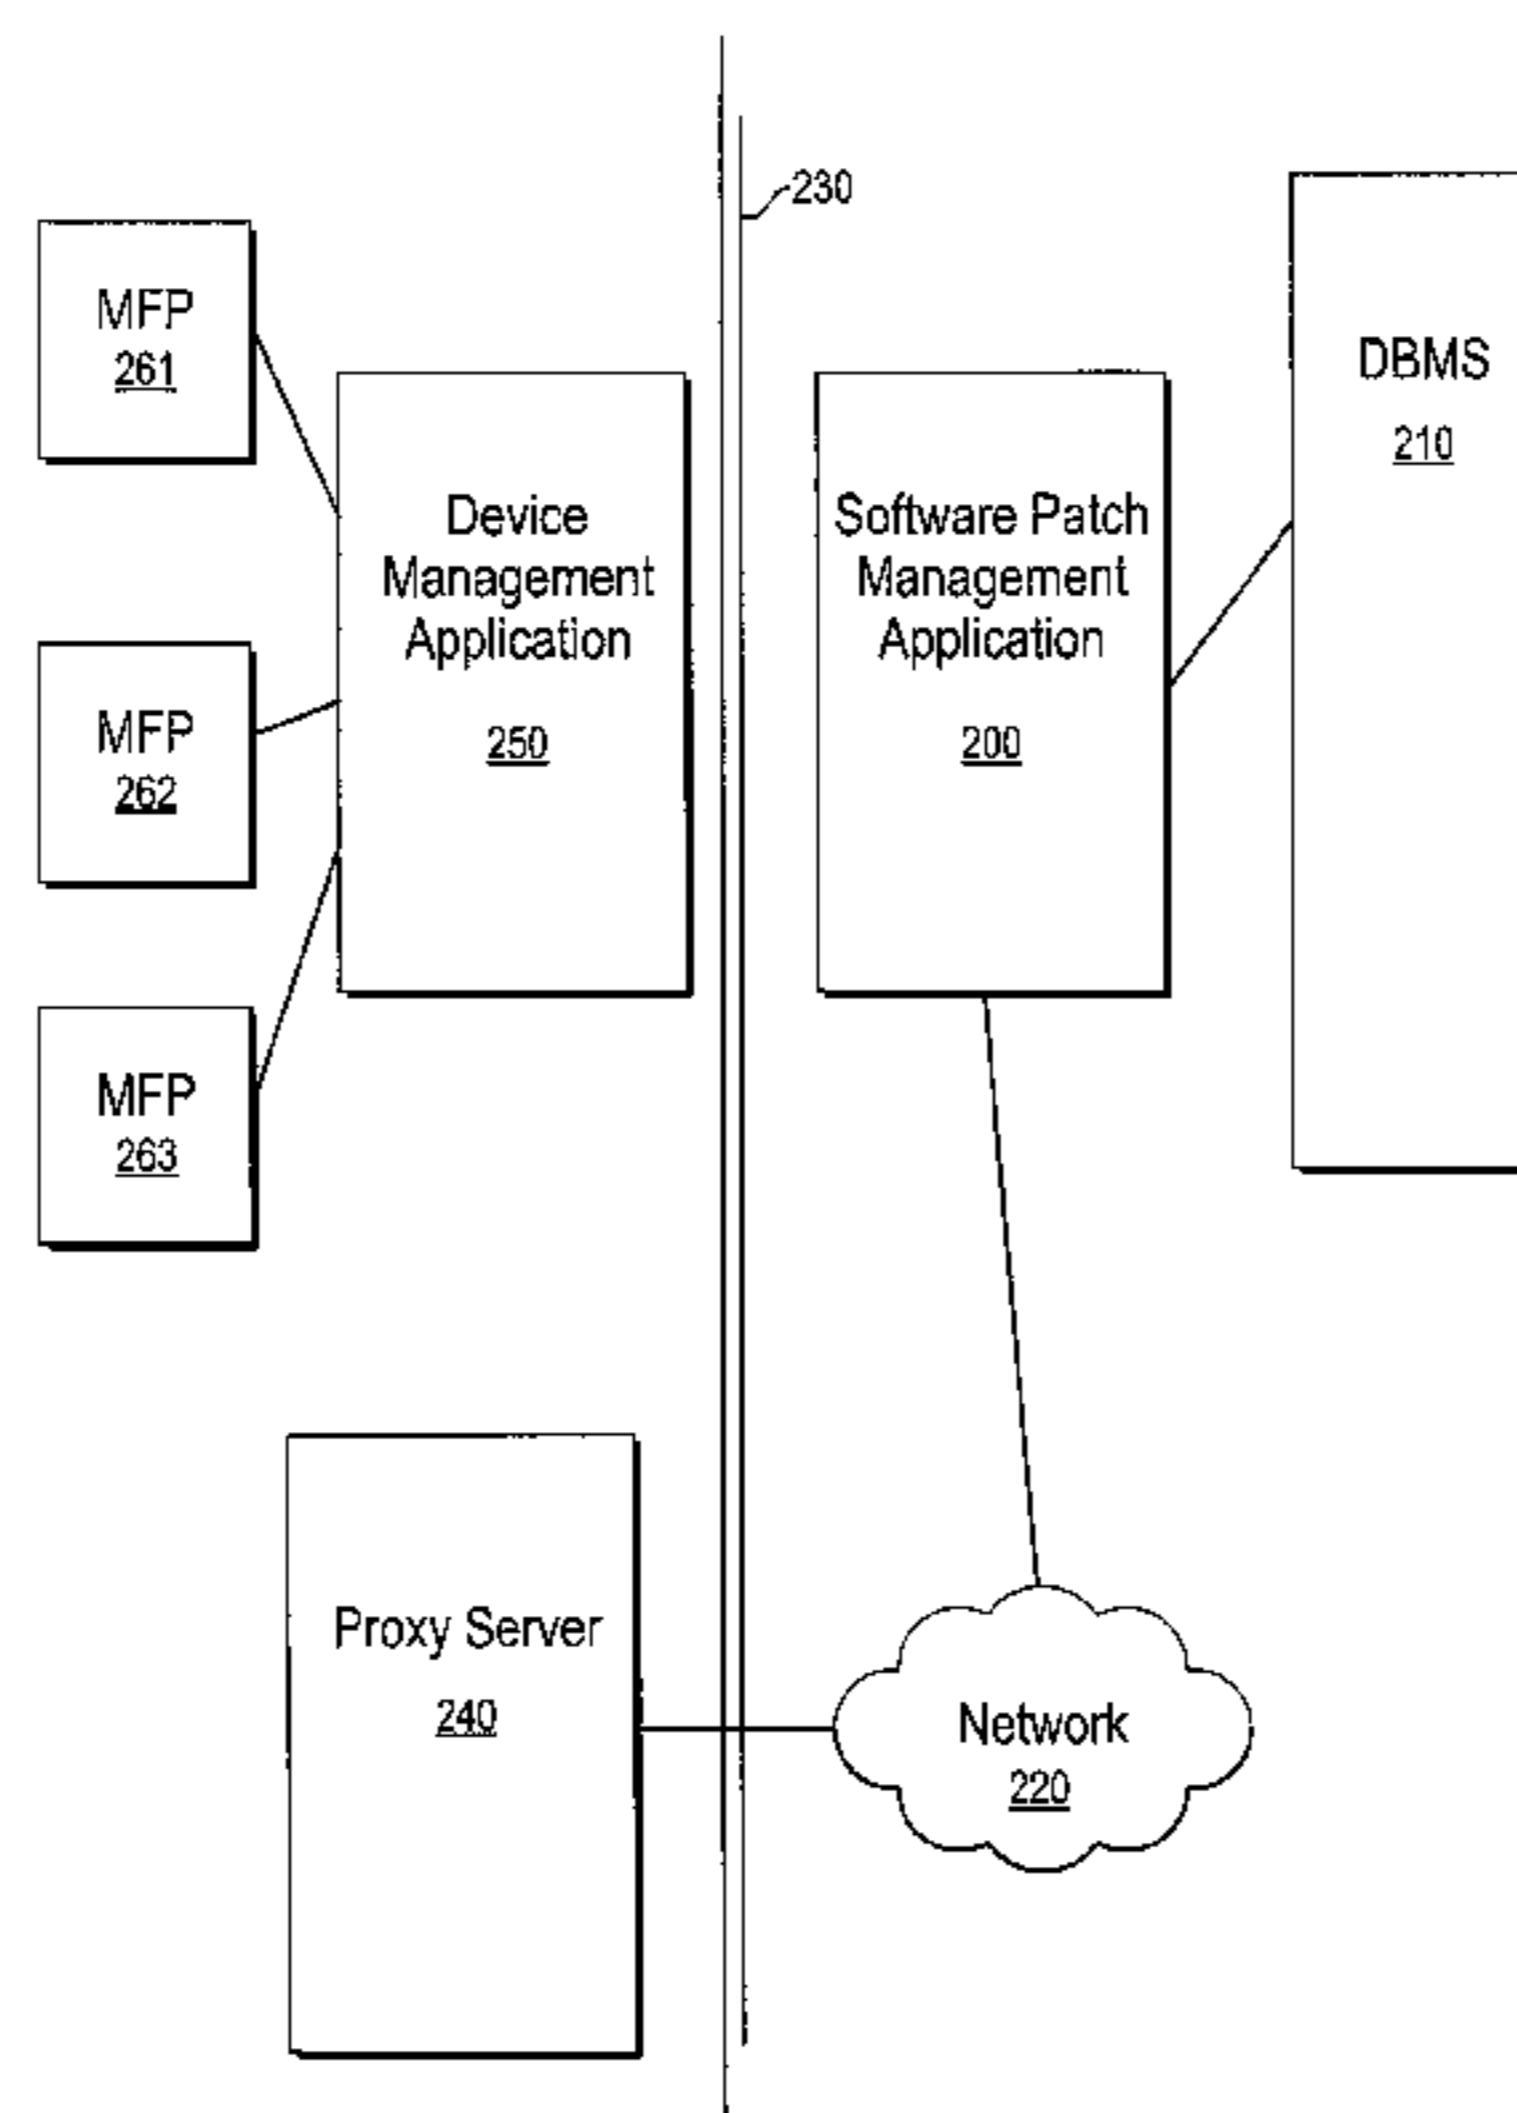 230
MFP
261
DBMS
210
Device
Management
Application
250
Software Patch
Management
Application
200
MFP
262
MFP
263
Proxy Server
240
Network
220